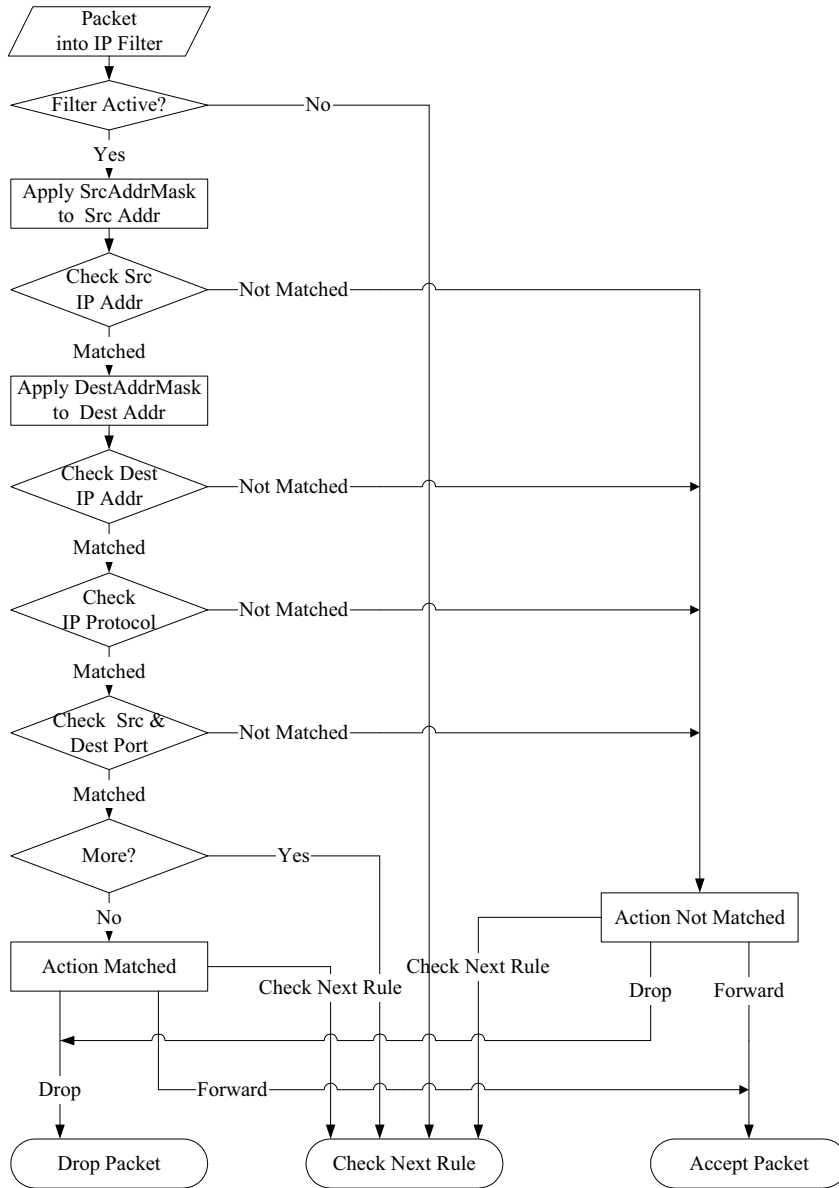 Packet
into IP Filter
Filter Active?
No
Yes
Apply SrcAddrMask
to Src Addr
Check Src
IP Addr
Not Matched
Matched
Apply DestAddrMask
to Dest Addr
Check Dest
IP Addr
Not Matched
Matched
Check
IP Protocol
Not Matched
Matched
Check Src &
Dest Port
Not Matched
Matched
More?
Yes
No
Action Not Matched
Action Matched
Check Next Rule
Check Next Rule
Drop
Forward
Drop
Forward
Drop Packet
Check Next Rule
Accept Packet